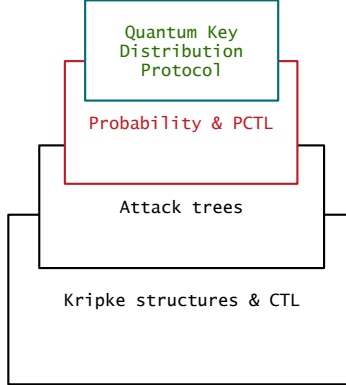 Quantum Key
Distribution
Protocol
Probability & PCTL
Attack trees
Kripke structures & CTL